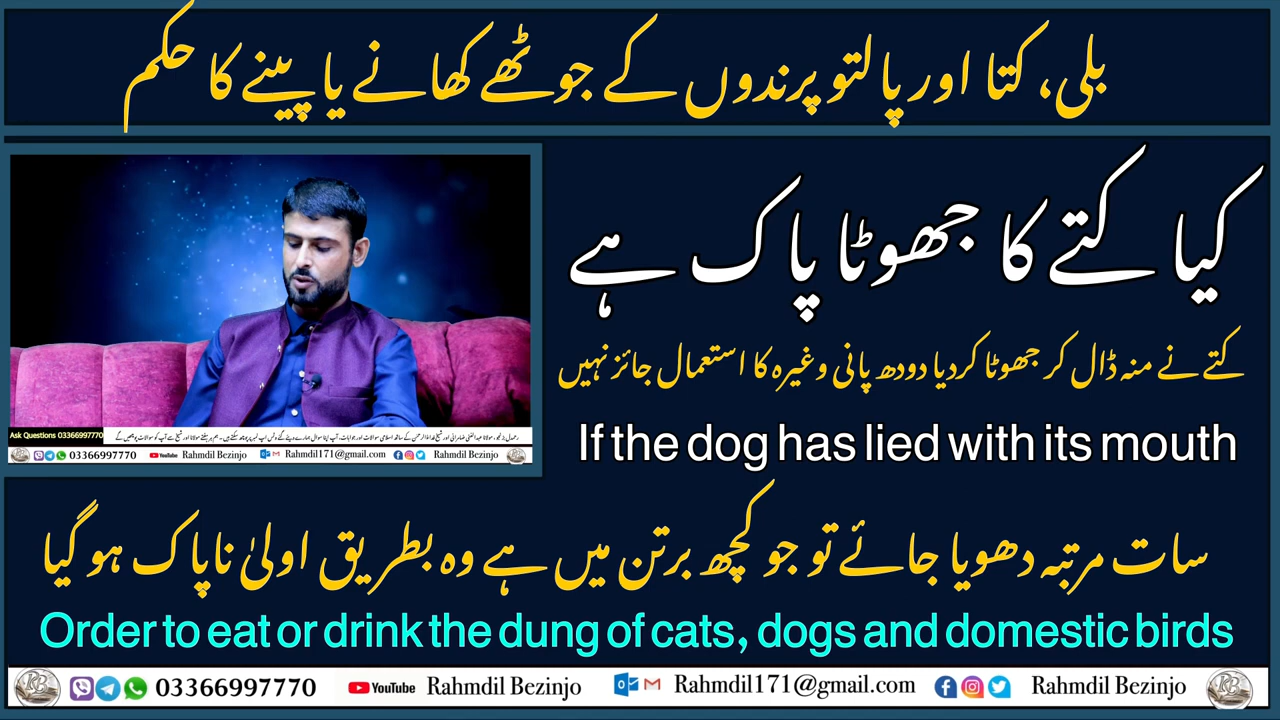 بلی، کتا اور پالتو پرندوں کے جوٹھے کھانے یا پینے کا حکم
کیا کتے کا جھوٹا پاک ہے
کتے نے منہ ڈال کر جھوٹا کردیا دودھ پانی وغیرہ کا استعمال جائز نہیں
If the dog has lied with its mouth
Ask Questions 03366997770
03366997770 YouTube Rahmdil Bezinjo Rahmdil171@gmail.com Rahmdil Bezinjo
سات مرتبہ دھویا جائے تو جو کچھ برتن میں ہے وہ بطریق اولیٰ ناپاک ہو گیا
Order to eat or drink the dung of cats, dogs and domestic birds
RB 03366997770 YouTube Rahmdil Bezinjo Rahmdil171@gmail.com Rahmdil Bezinjo RB